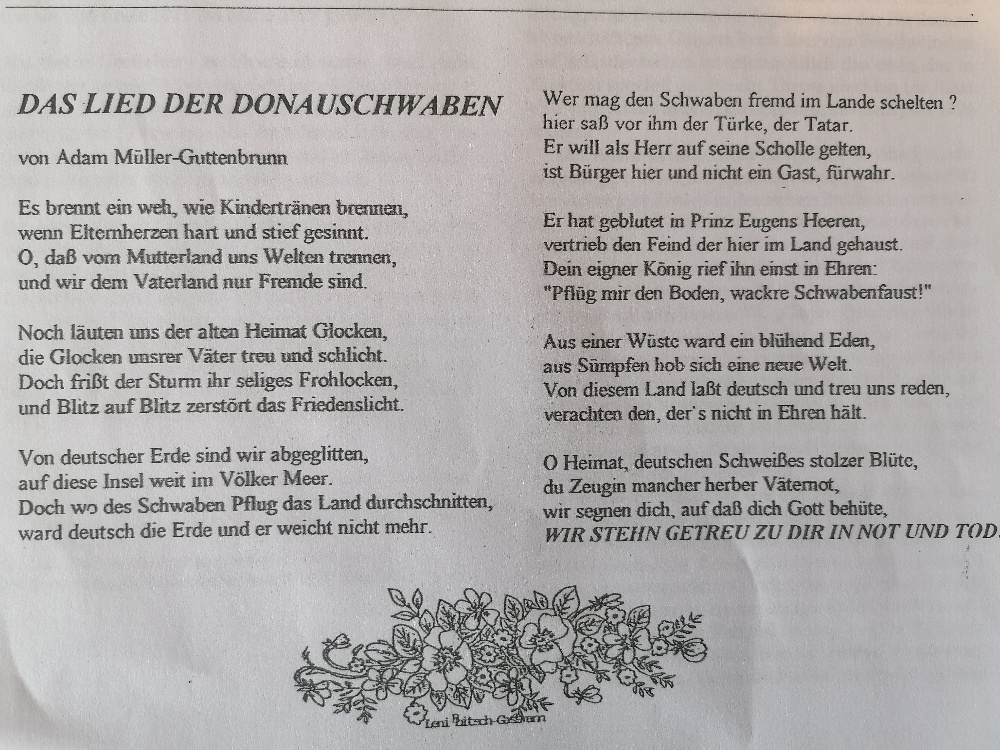 DAS LIED DER DONAUSCHWABEN
von Adam Müller-Guttenbrunn
Es brennt ein weh, wie Kindertränen brennen,
wenn Elternherzen hart und stief gesinnt.
O, daß vom Mutterland uns Welten trennen,
und wir dem Vaterland nur Fremde sind.
Noch läuten uns der alten Heimat Glocken,
die Glocken unsrer Väter treu und schlicht.
Doch frißt der Sturm ihr seliges Frohlocken,
und Blitz auf Blitz zerstört das Friedenslicht.
Von deutscher Erde sind wir abgeglitten,
auf diese Insel weit im Völker Meer.
Doch wo des Schwaben Pflug das Land durchschnitten,
ward deutsch die Erde und er weicht nicht mehr.
Wer mag den Schwaben fremd im Lande schelten ?
hier saß vor ihm der Türke, der Tatar.
Er will als Herr auf seine Scholle gelten,
ist Bürger hier und nicht ein Gast, fürwahr.
Er hat geblutet in Prinz Eugens Heeren,
vertrieb den Feind der hier im Land gehaust.
Dein eigner König rief ihn einst in Ehren:
"Pflüg mir den Boden, wackre Schwabenfaust!"
Aus einer Wüste ward ein blühend Eden,
aus Sümpfen hob sich eine neue Welt.
Von diesem Land laßt deutsch und treu uns reden,
verachten den, der's nicht in Ehren hält.
O Heimat, deutschen Schweißes stolzer Blüte,
du Zeugin mancher herber Väternot,
wir segnen dich, auf daß dich Gott behüte,
WIR STEHN GETREU ZU DIR IN NOT UND TOD.
Leni